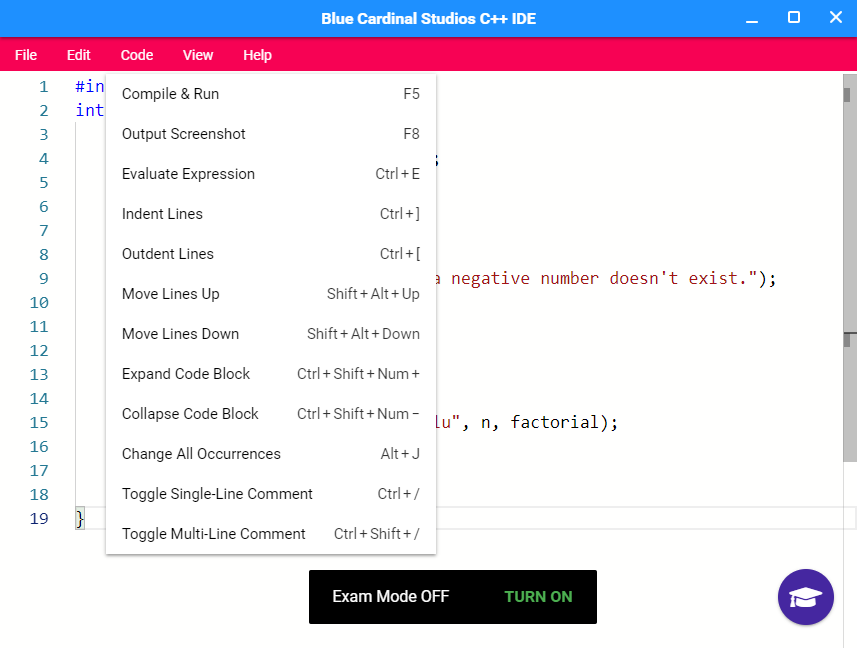 Blue Cardinal Studios C++ IDE
File Edit Code View Help
1 #in
2 int
3
4 ;
5
6
7
8
9 a negative number doesn't exist.");
10
11
12
13
14
15 lu", n, factorial);
16
17
18
19 }
Compile & Run F5
Output Screenshot F8
Evaluate Expression Ctrl + E
Indent Lines Ctrl + ]
Outdent Lines Ctrl + [
Move Lines Up Shift + Alt + Up
Move Lines Down Shift + Alt + Down
Expand Code Block Ctrl + Shift + Num +
Collapse Code Block Ctrl + Shift + Num −
Change All Occurrences Alt + J
Toggle Single-Line Comment Ctrl + /
Toggle Multi-Line Comment Ctrl + Shift + /
Exam Mode OFF TURN ON